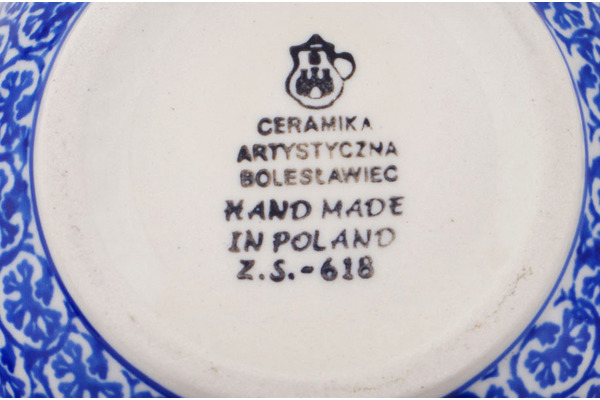 CERAMIKA
ARTYSTYCZNA
BOLESŁAWIEC
HAND MADE
IN POLAND
Z.S.-618